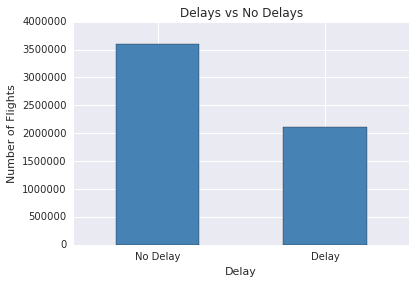 Delays vs No Delays
4000000
3500000
3000000
2500000
2000000
1500000
1000000
500000
0
Number of Flights
No Delay Delay
Delay